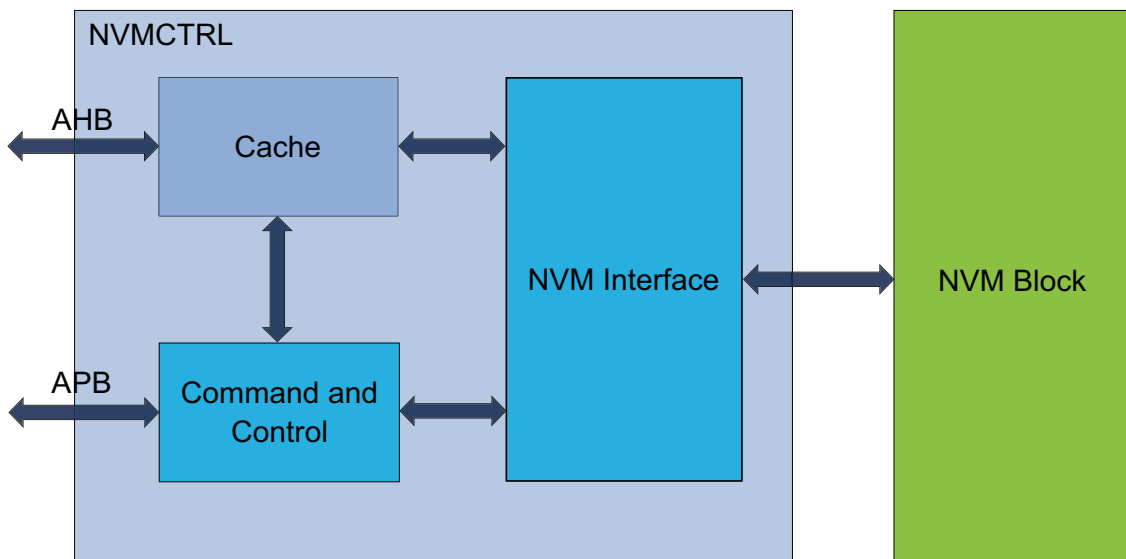 NVMCTRL
AHB
Cache
NVM Interface
NVM Block
APB
Command and
Control